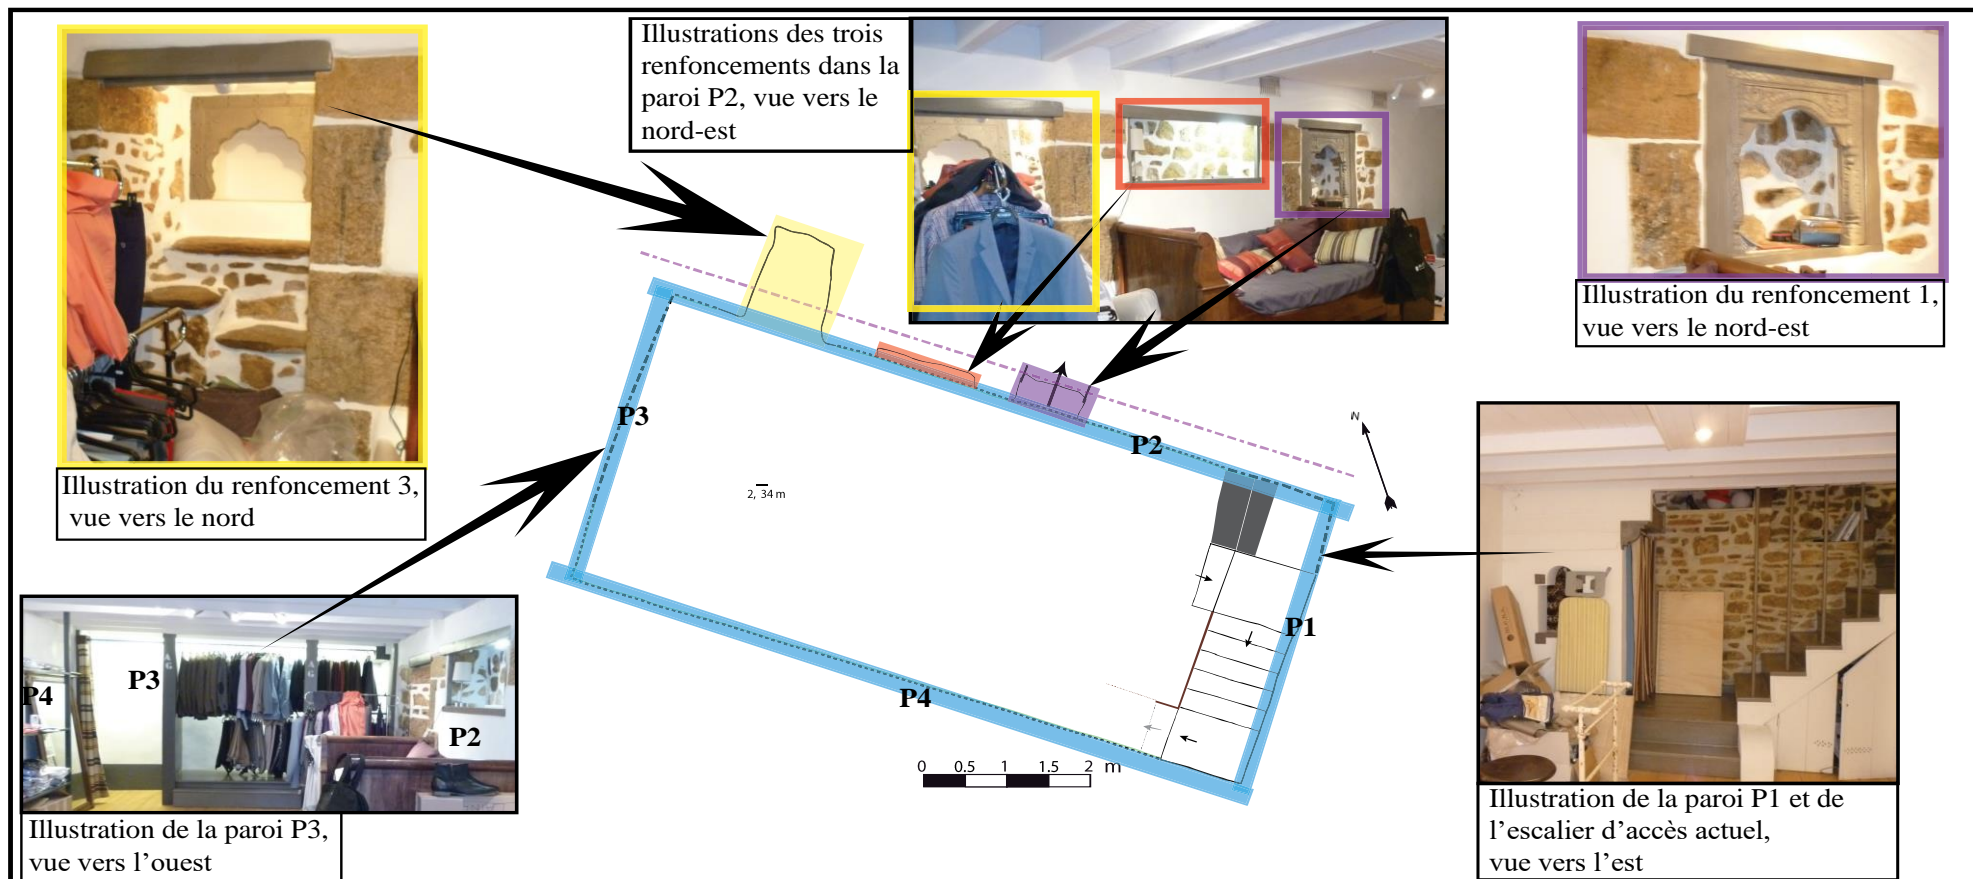 Illustrations des trois
renfoncements dans la
paroi P2, vue vers le
nord-est
Illustration du renfoncement 1,
vue vers le nord-est
Illustration du renfoncement 3,
vue vers le nord
P3
P2
N
2, 34 m
P1
P4
0 0.5 1 1.5 2 m
P4
P3
P2
Illustration de la paroi P3,
vue vers l’ouest
Illustration de la paroi P1 et de
l’escalier d’accès actuel,
vue vers l’est